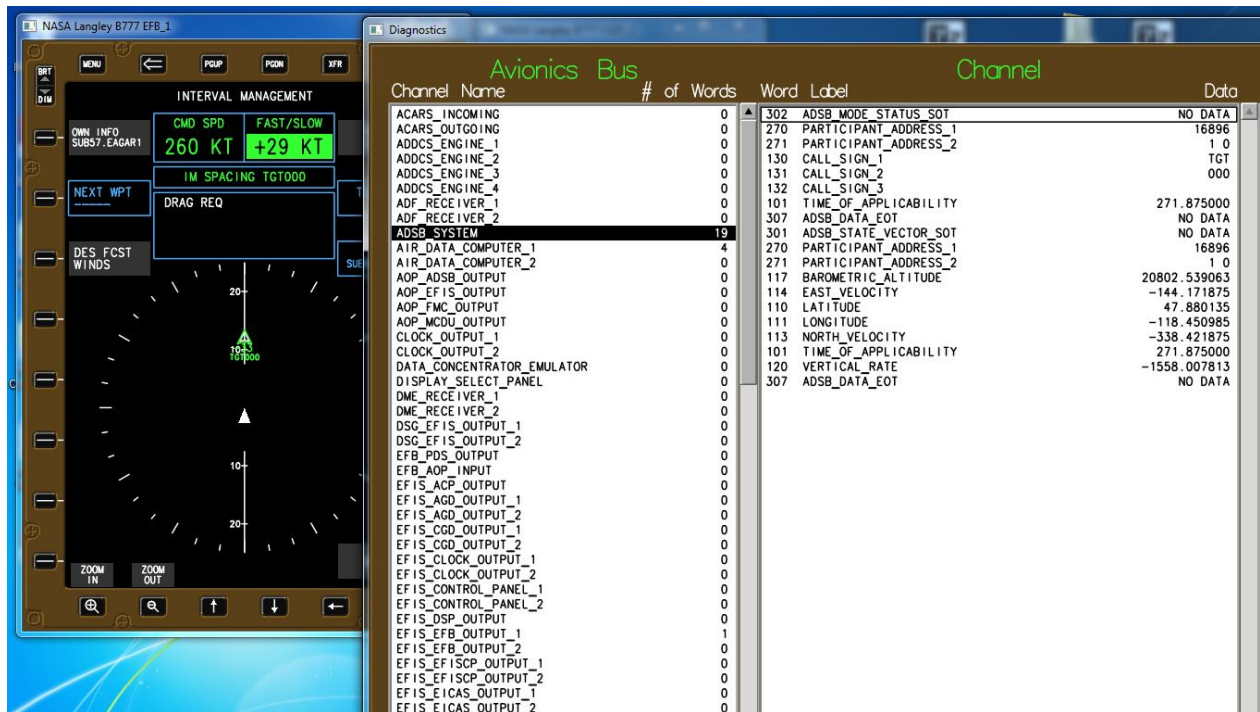 NASA Langley B777 EFB_1
BRT
DIM
MENU
PGUP
PGDN
XFR
INTERVAL MANAGEMENT
OWN INFO
SUB57.EAGAR1
CMD SPD
260 KT
FAST/SLOW
+29 KT
IM SPACING TGT000
NEXT WPT
-----
DRAG REQ
DES FCST
WINDS
20
10
TGT000
10
20
ZOOM
IN
ZOOM
OUT
Diagnostics
Avionics Bus
Channel Name # of Words
ACARS_INCOMING 0
ACARS_OUTGOING 0
ADDCS_ENGINE_1 0
ADDCS_ENGINE_2 0
ADDCS_ENGINE_3 0
ADDCS_ENGINE_4 0
ADF_RECEIVER_1 0
ADF_RECEIVER_2 0
ADSB_SYSTEM 19
AIR_DATA_COMPUTER_1 4
AIR_DATA_COMPUTER_2 0
AOP_ADSB_OUTPUT 0
AOP_EFIS_OUTPUT 0
AOP_FMC_OUTPUT 0
AOP_MCDU_OUTPUT 0
CLOCK_OUTPUT_1 0
CLOCK_OUTPUT_2 0
DATA_CONCENTRATOR_EMULATOR 0
DISPLAY_SELECT_PANEL 0
DME_RECEIVER_1 0
DME_RECEIVER_2 0
DSG_EFIS_OUTPUT_1 0
DSG_EFIS_OUTPUT_2 0
EFB_PDS_OUTPUT 0
EFB_AOP_INPUT 0
EFIS_ACP_OUTPUT 0
EFIS_AGD_OUTPUT_1 0
EFIS_AGD_OUTPUT_2 0
EFIS_CGD_OUTPUT_1 0
EFIS_CGD_OUTPUT_2 0
EFIS_CLOCK_OUTPUT_1 0
EFIS_CLOCK_OUTPUT_2 0
EFIS_CONTROL_PANEL_1 0
EFIS_CONTROL_PANEL_2 0
EFIS_DSP_OUTPUT 0
EFIS_EFB_OUTPUT_1 1
EFIS_EFB_OUTPUT_2 0
EFIS_EFISCP_OUTPUT_1 0
EFIS_EFISCP_OUTPUT_2 0
EFIS_EICAS_OUTPUT_1 0
EFIS_EICAS_OUTPUT_2 0
Channel
Word Label Data
302 ADSB_MODE_STATUS_SOT NO DATA
270 PARTICIPANT_ADDRESS_1 16896
271 PARTICIPANT_ADDRESS_2 1 0
130 CALL_SIGN_1 TGT
131 CALL_SIGN_2 000
132 CALL_SIGN_3
101 TIME_OF_APPLICABILITY 271.875000
307 ADSB_DATA_EOT NO DATA
301 ADSB_STATE_VECTOR_SOT NO DATA
270 PARTICIPANT_ADDRESS_1 16896
271 PARTICIPANT_ADDRESS_2 1 0
117 BAROMETRIC_ALTITUDE 20802.539063
114 EAST_VELOCITY -144.171875
110 LATITUDE 47.880135
111 LONGITUDE -118.450985
113 NORTH_VELOCITY -338.421875
101 TIME_OF_APPLICABILITY 271.875000
120 VERTICAL_RATE -1558.007813
307 ADSB_DATA_EOT NO DATA